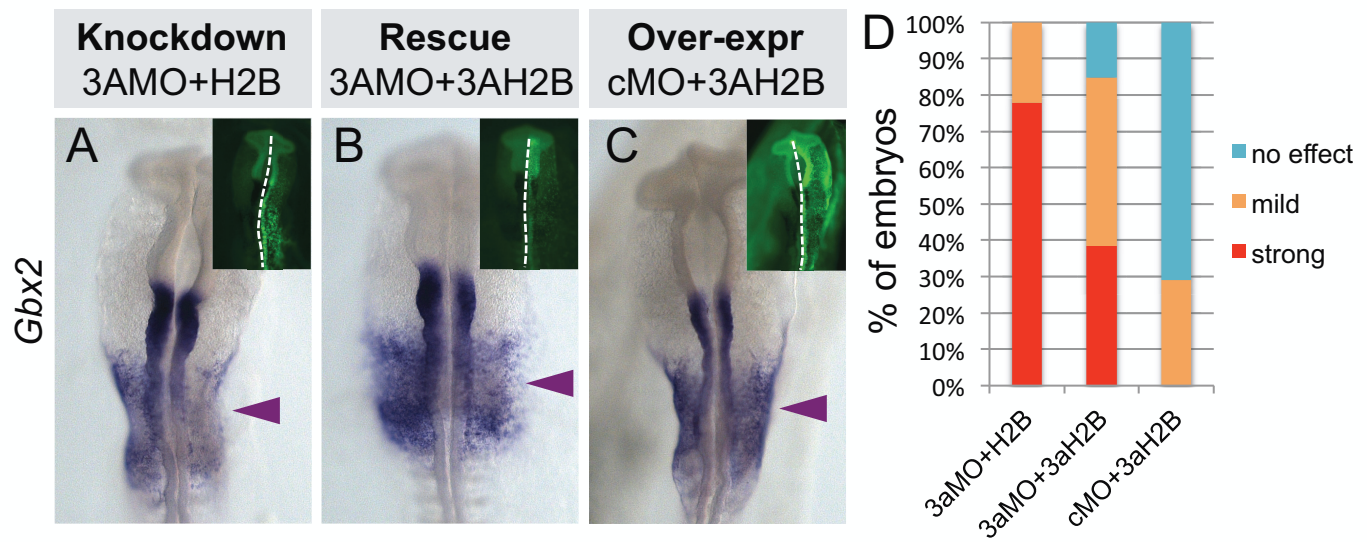 Knockdown
3AMO+H2B
Rescue
3AMO+3AH2B
Over-expr
cMO+3AH2B
Gbx2
A
B
C
D
% of embryos
100%
90%
80%
70%
60%
50%
40%
30%
20%
10%
0%
3aMO+H2B
3aMO+3aH2B
cMO+3aH2B
no effect
mild
strong